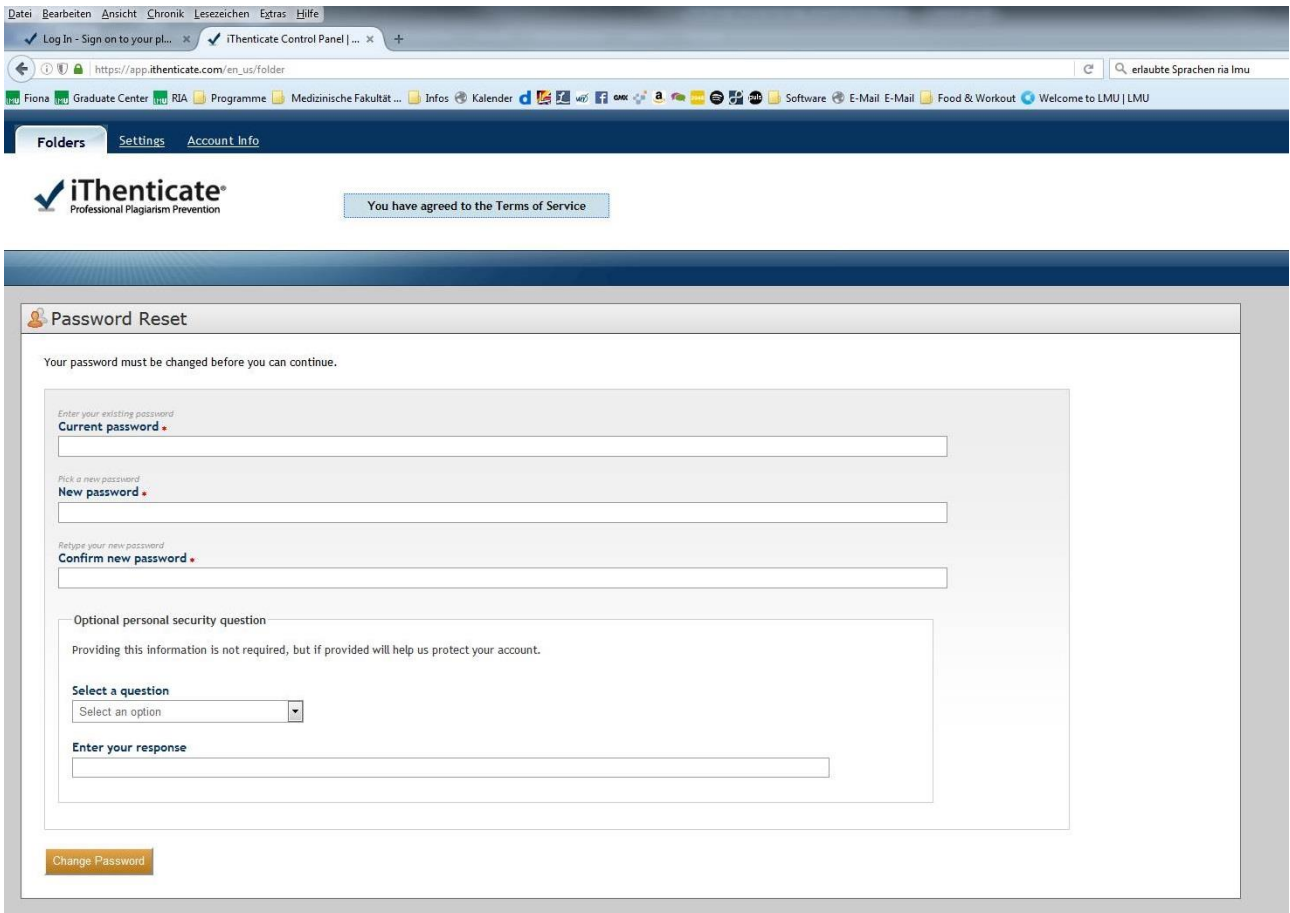 Datei Bearbeiten Ansicht Chronik Lesezeichen Extras Hilfe
Log In - Sign on to your pl... × iThenticate Control Panel | ... × +
https://app.ithenticate.com/en_us/folder erlaubte Sprachen ria lmu
LMU Fiona LMU Graduate Center LMU RIA Programme Medizinische Fakultät ... Infos Kalender d GMX a Software E-Mail E-Mail Food & Workout Welcome to LMU | LMU
Folders Settings Account Info
iThenticate®
Professional Plagiarism Prevention
You have agreed to the Terms of Service
Password Reset
Your password must be changed before you can continue.
Enter your existing password
Current password *
Pick a new password
New password *
Retype your new password
Confirm new password *
Optional personal security question
Providing this information is not required, but if provided will help us protect your account.
Select a question
Select an option
Enter your response
Change Password